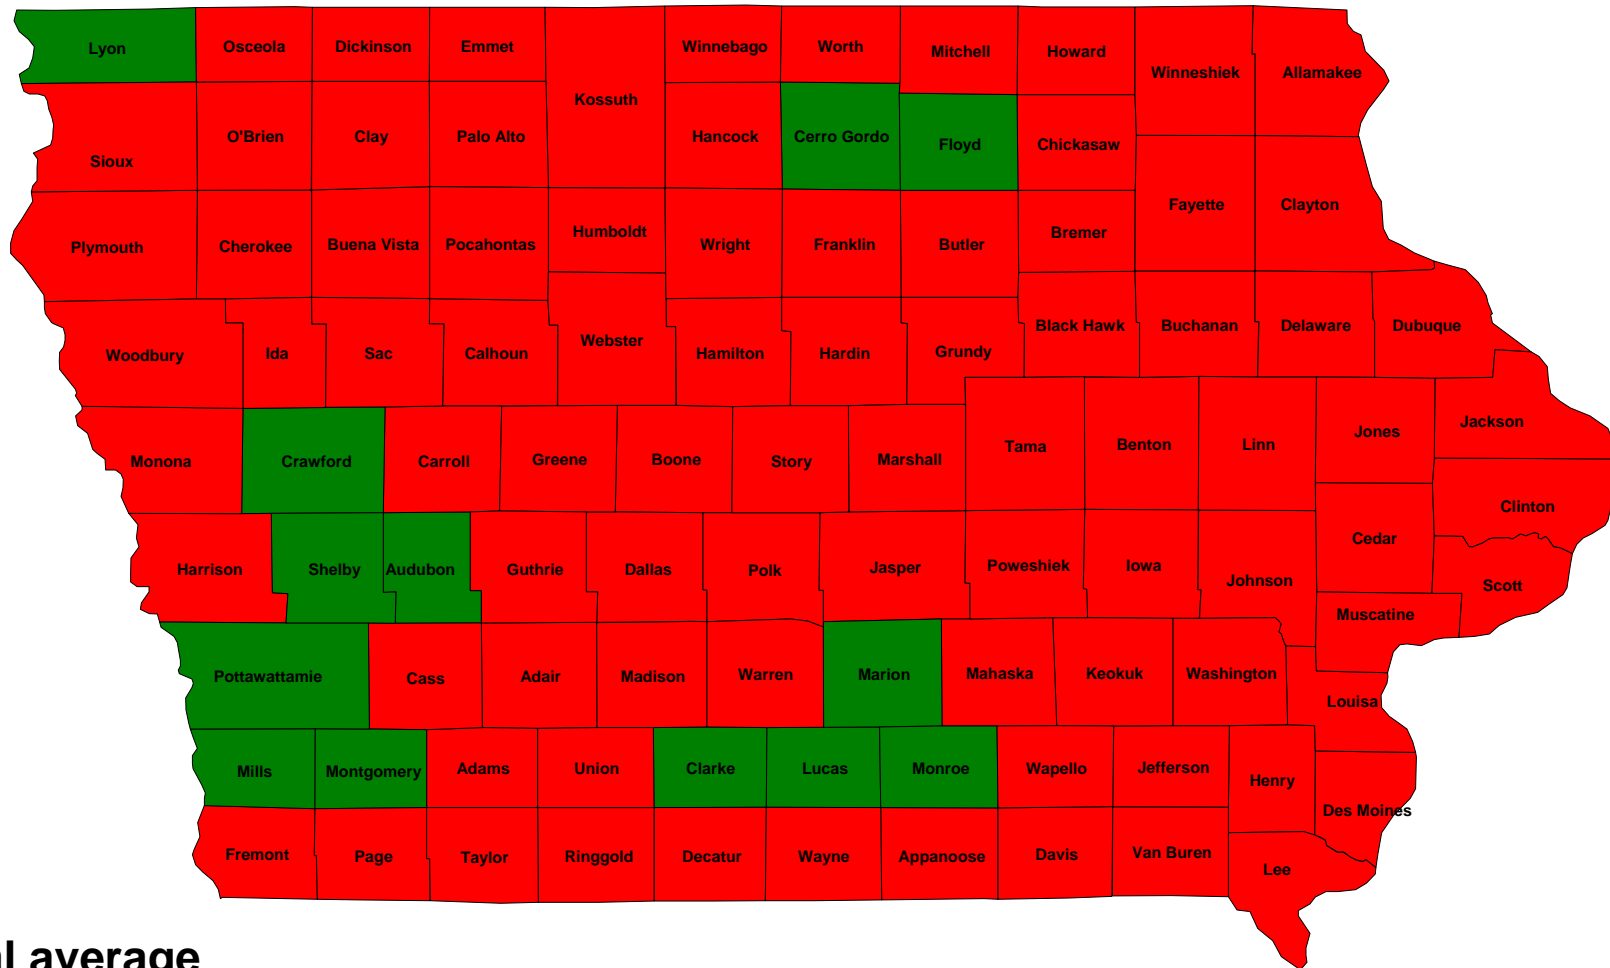 Lyon
Osceola
Dickinson
Emmet
Kossuth
Winnebago
Worth
Mitchell
Howard
Winneshiek
Allamakee
Sioux
O'Brien
Clay
Palo Alto
Hancock
Cerro Gordo
Floyd
Chickasaw
Fayette
Clayton
Plymouth
Cherokee
Buena Vista
Pocahontas
Humboldt
Wright
Franklin
Butler
Bremer
Woodbury
Ida
Sac
Calhoun
Webster
Hamilton
Hardin
Grundy
Black Hawk
Buchanan
Delaware
Dubuque
Monona
Crawford
Carroll
Greene
Boone
Story
Marshall
Tama
Benton
Linn
Jones
Jackson
Clinton
Harrison
Shelby
Audubon
Guthrie
Dallas
Polk
Jasper
Poweshiek
Iowa
Johnson
Cedar
Scott
Muscatine
Pottawattamie
Cass
Adair
Madison
Warren
Marion
Mahaska
Keokuk
Washington
Louisa
Mills
Montgomery
Adams
Union
Clarke
Lucas
Monroe
Wapello
Jefferson
Henry
Des Moines
Fremont
Page
Taylor
Ringgold
Decatur
Wayne
Appanoose
Davis
Van Buren
Lee
average